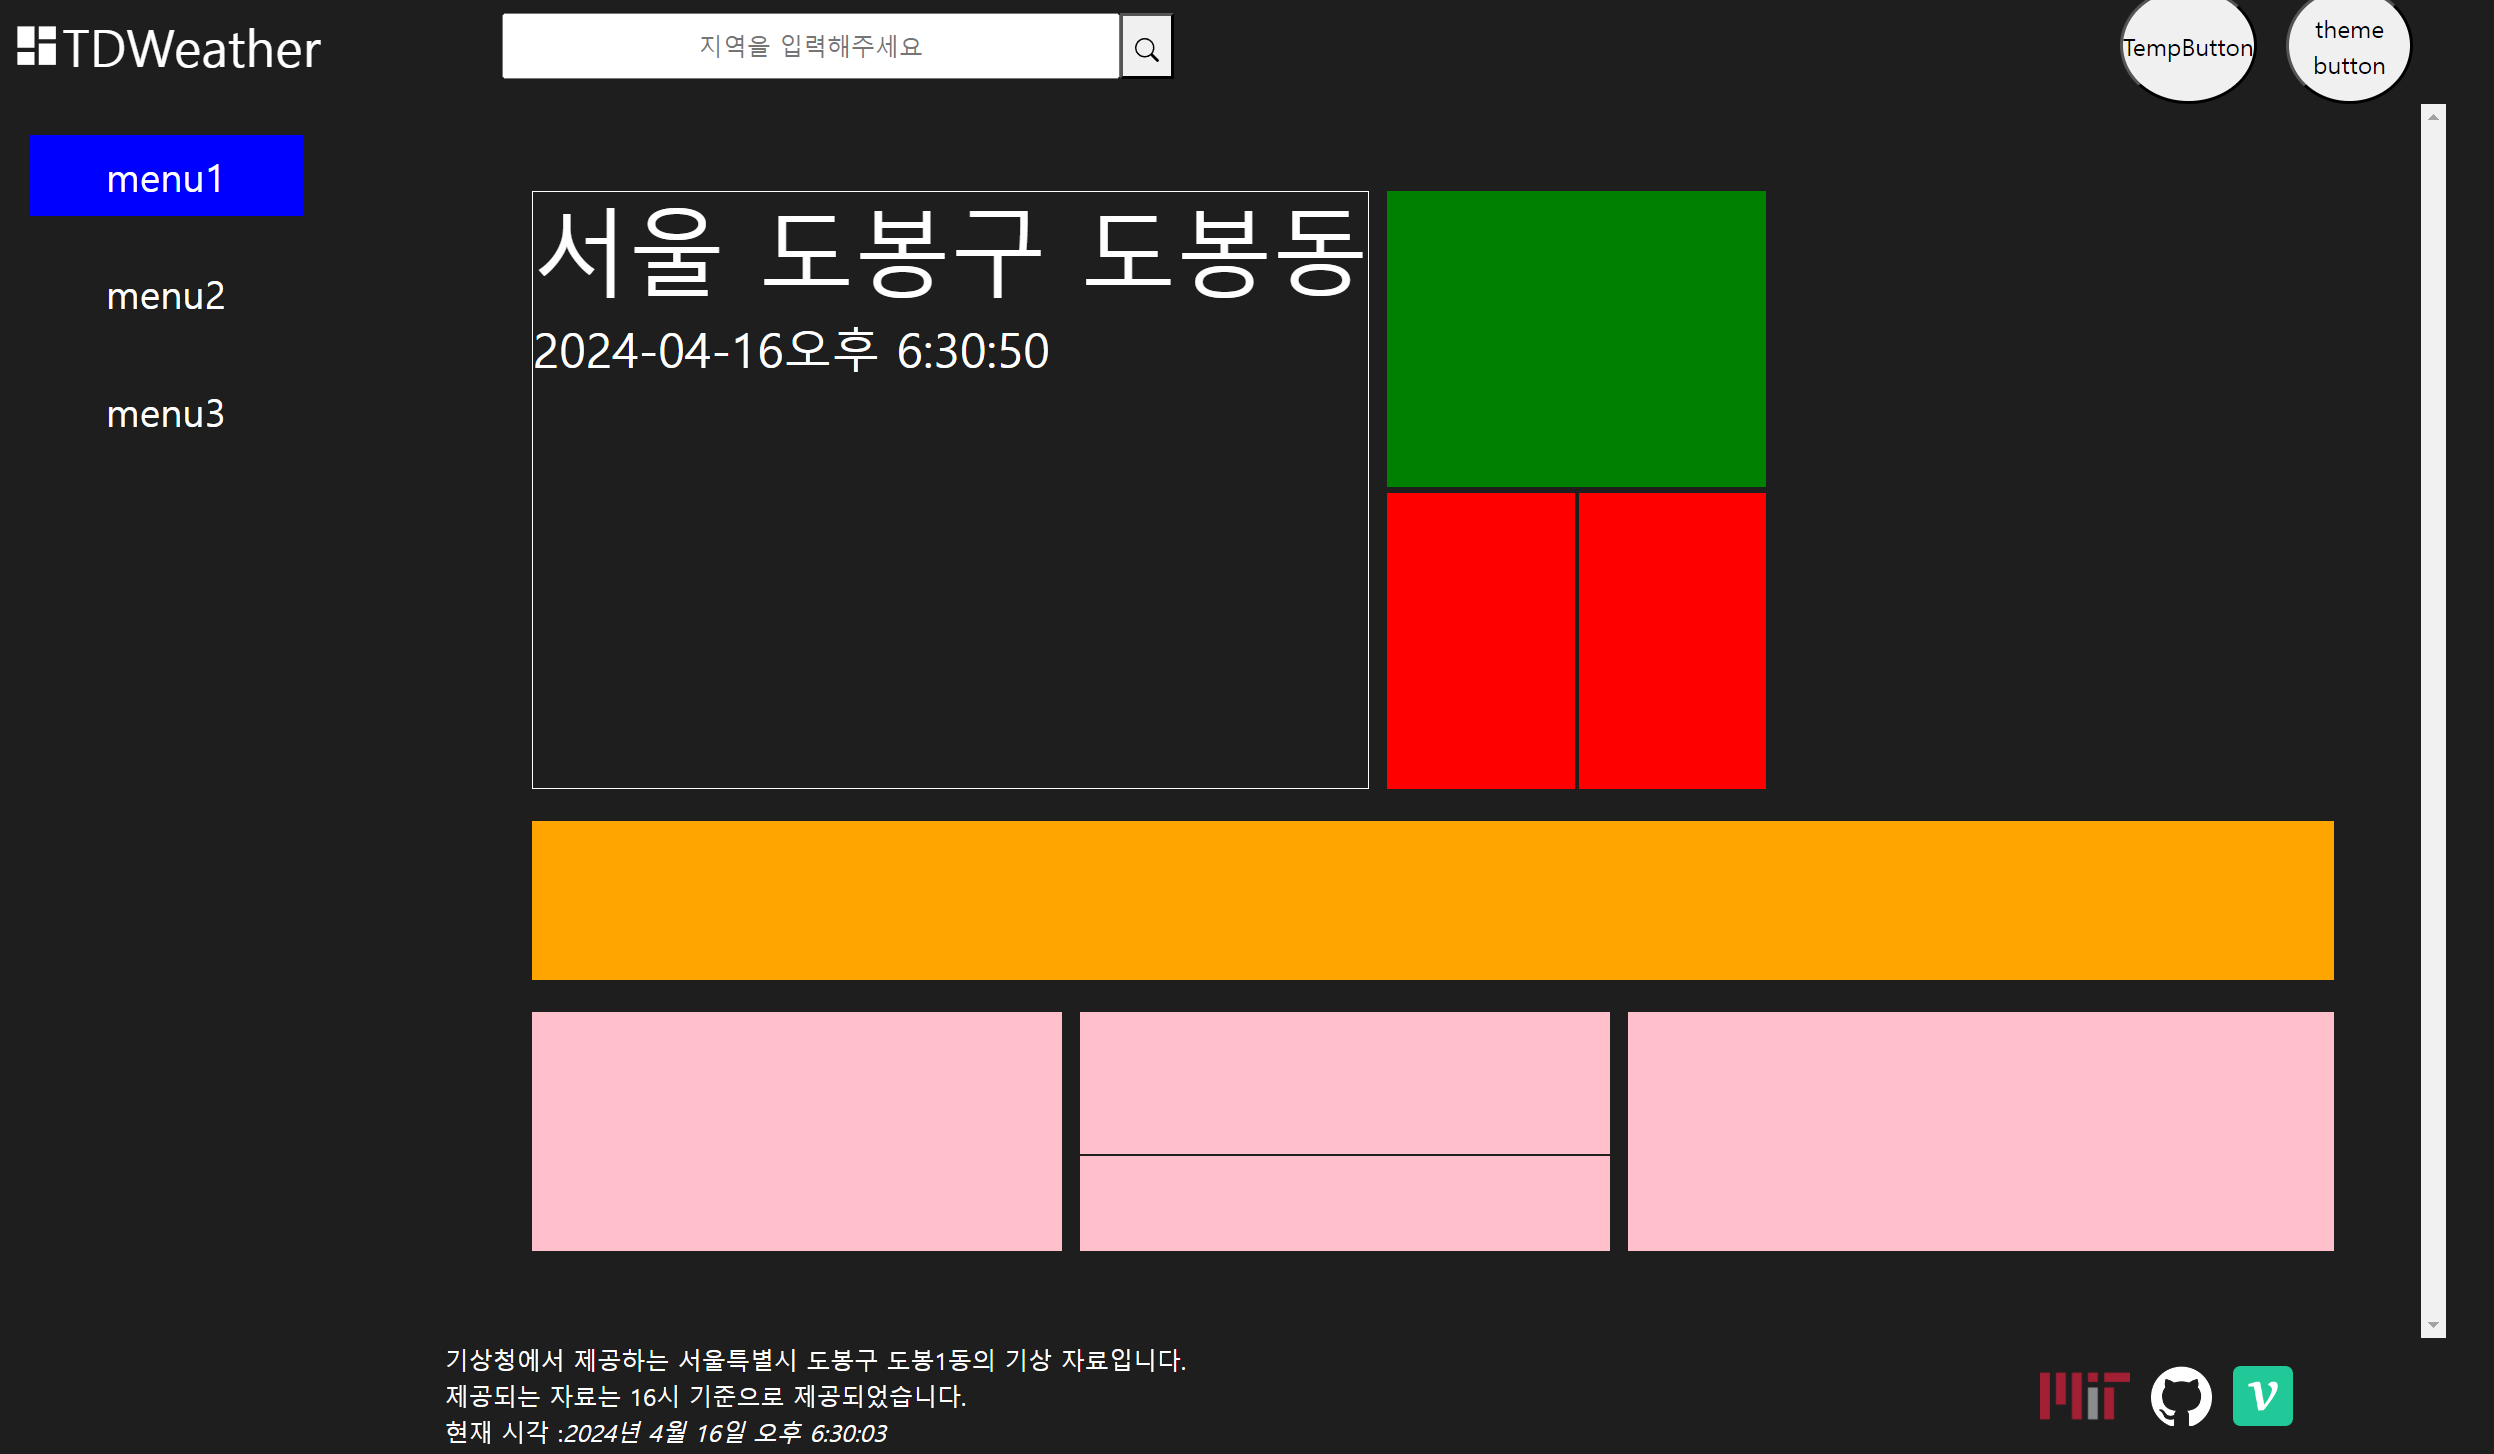 TDWeather
지역을 입력해주세요
TempButton
theme
button
menu1
menu2
menu3
서울 도봉구 도봉동
2024-04-16오후 6:30:50
기상청에서 제공하는 서울특별시 도봉구 도봉1동의 기상 자료입니다.
제공되는 자료는 16시 기준으로 제공되었습니다.
현재 시각 :2024년 4월 16일 오후 6:30:03
MIT
v